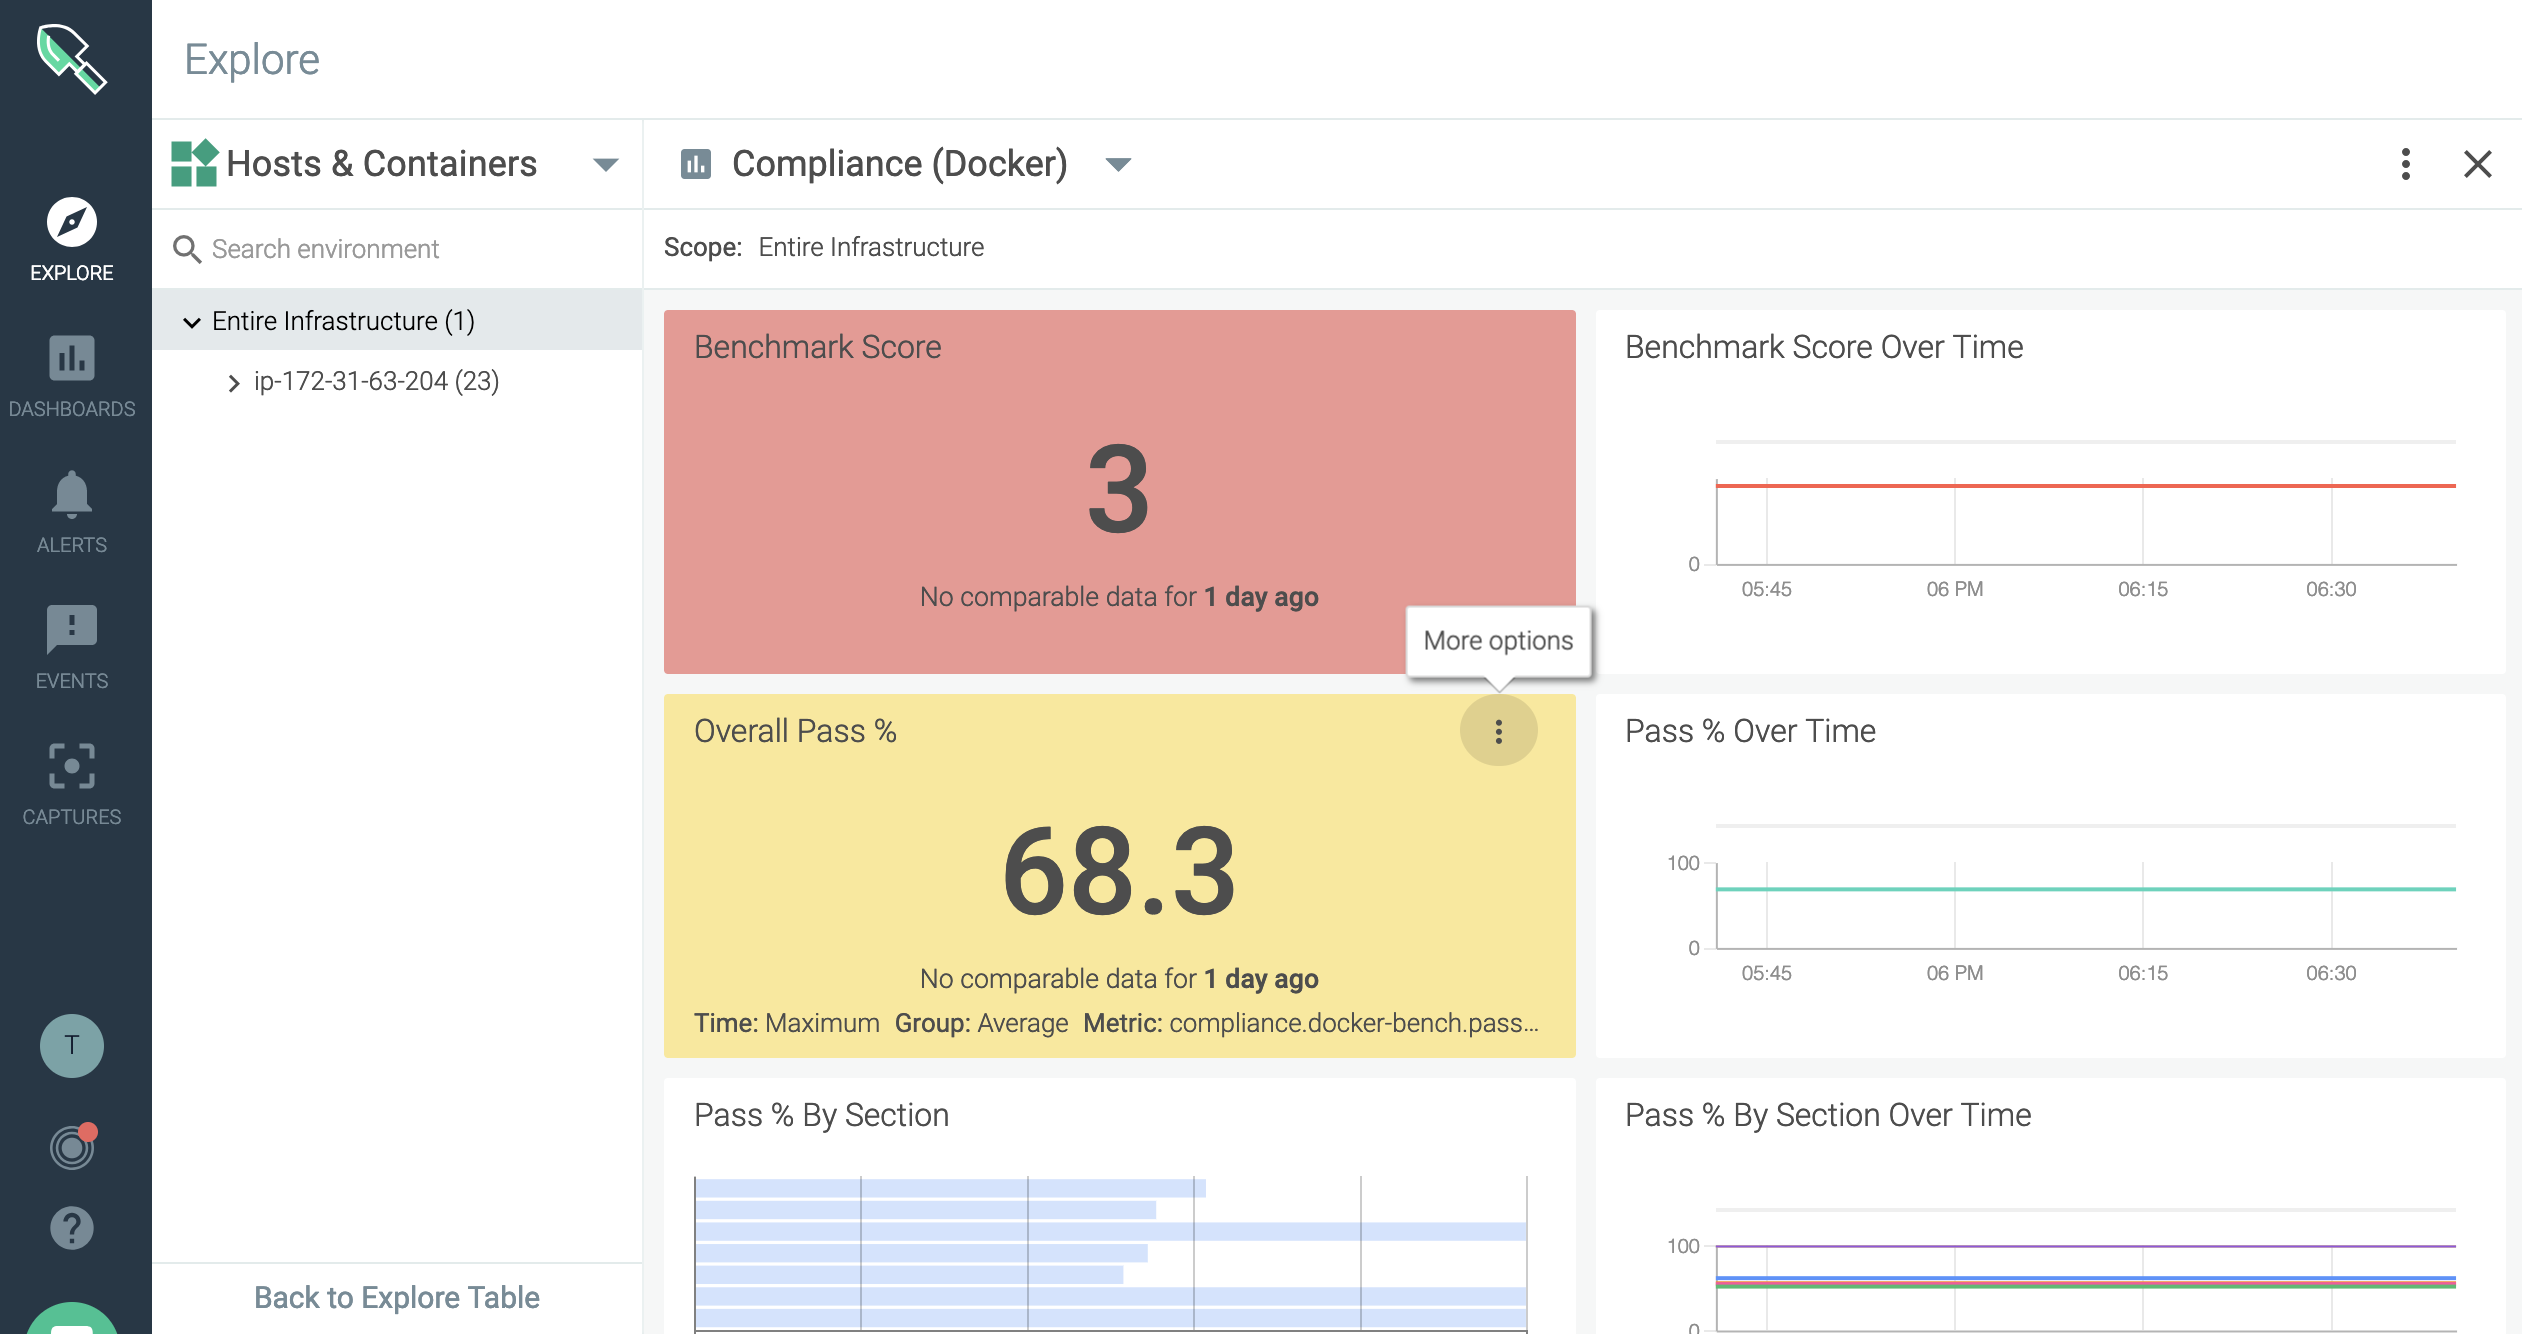 Explore
Hosts & Containers
Compliance (Docker)
Search environment
Scope: Entire Infrastructure
EXPLORE
Entire Infrastructure (1)
ip-172-31-63-204 (23)
DASHBOARDS
ALERTS
EVENTS
CAPTURES
T
Back to Explore Table
Benchmark Score
3
No comparable data for 1 day ago
More options
Benchmark Score Over Time
0
05:45 06 PM 06:15 06:30
Overall Pass %
68.3
No comparable data for 1 day ago
Time: Maximum Group: Average Metric: compliance.docker-bench.pass...
Pass % Over Time
100
0
05:45 06 PM 06:15 06:30
Pass % By Section
Pass % By Section Over Time
100
0